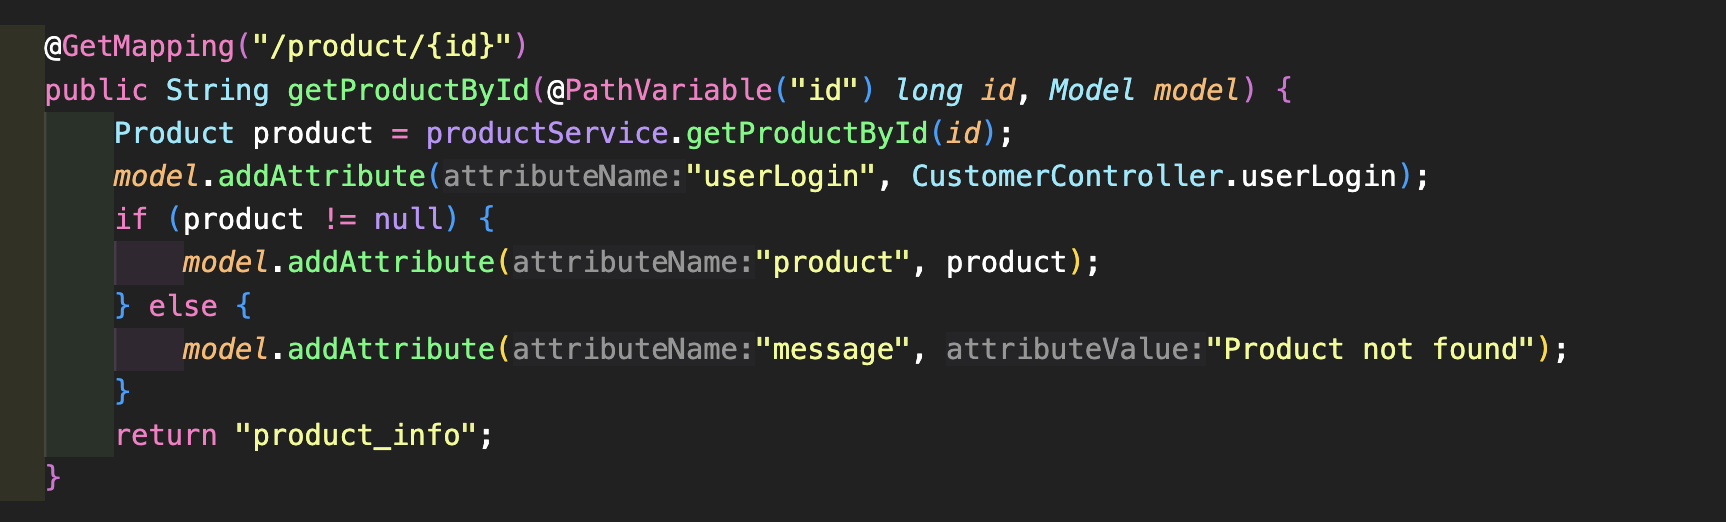 @GetMapping("/product/{id}")
public String getProductById(@PathVariable("id") long id, Model model) {
Product product = productService.getProductById(id);
model.addAttribute(attributeName:"userLogin", CustomerController.userLogin);
if (product != null) {
model.addAttribute(attributeName:"product", product);
} else {
model.addAttribute(attributeName:"message", attributeValue:"Product not found");
}
return "product_info";
}